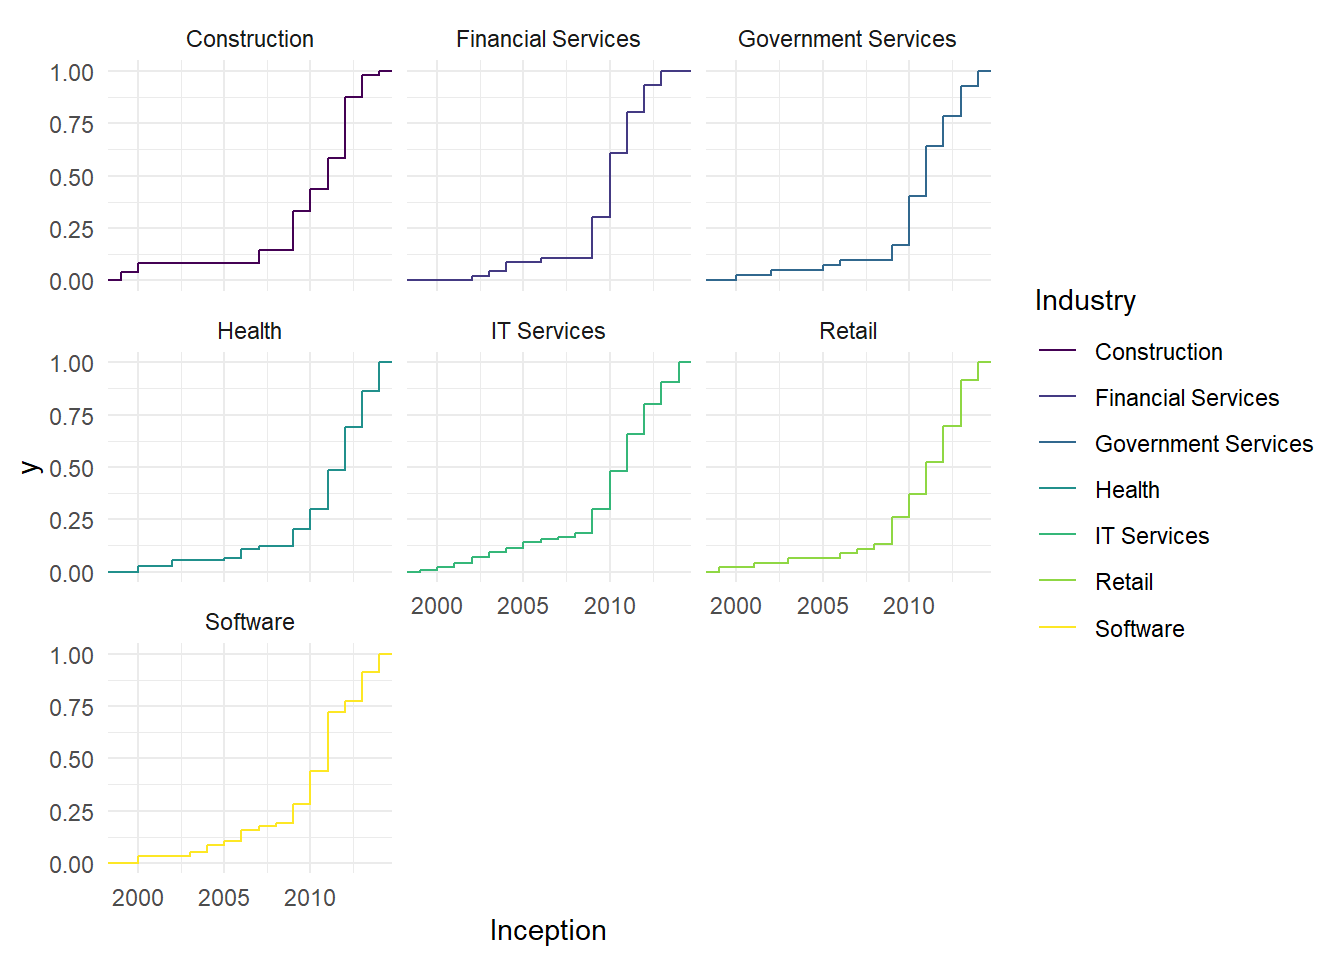 Construction
Financial Services
Government Services
1.00
0.75
0.50
0.25
0.00
Health
IT Services
Retail
1.00
0.75
0.50
0.25
0.00
2000 2005 2010
2000 2005 2010
Software
1.00
0.75
0.50
0.25
0.00
2000 2005 2010
Inception
y
Industry
Construction
Financial Services
Government Services
Health
IT Services
Retail
Software